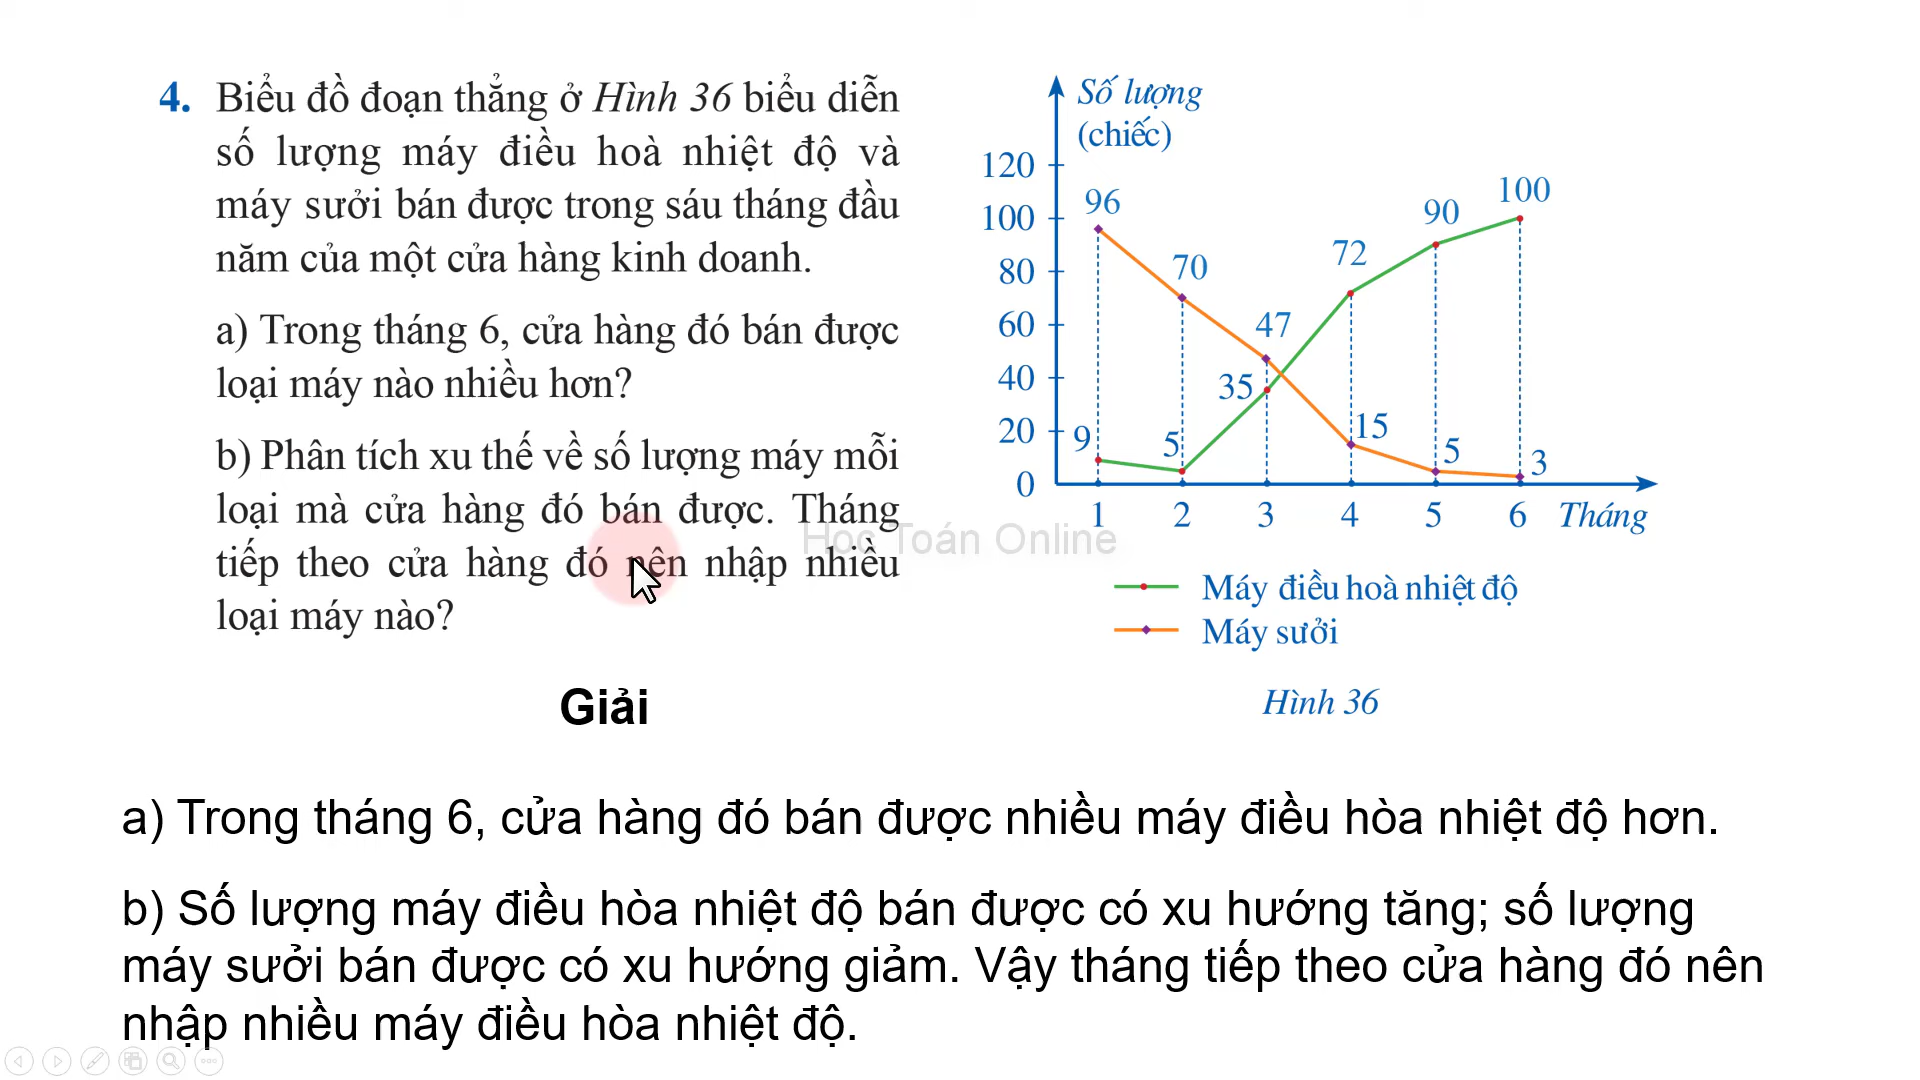 4. Biểu đồ đoạn thẳng ở Hình 36 biểu diễn
số lượng máy điều hoà nhiệt độ và
máy sưởi bán được trong sáu tháng đầu
năm của một cửa hàng kinh doanh.
a) Trong tháng 6, cửa hàng đó bán được
loại máy nào nhiều hơn?
b) Phân tích xu thế về số lượng máy mỗi
loại mà cửa hàng đó bán được. Tháng
tiếp theo cửa hàng đó nên nhập nhiều
loại máy nào?
Số lượng
(chiếc)
120
100
80
60
40
20
0
96
70
47
35
9
5
72
90
100
15
5
3
1 2 3 4 5 6 Tháng
Học Toán Online
Máy điều hoà nhiệt độ
Máy sưởi
Hình 36
Giải
a) Trong tháng 6, cửa hàng đó bán được nhiều máy điều hòa nhiệt độ hơn.
b) Số lượng máy điều hòa nhiệt độ bán được có xu hướng tăng; số lượng
máy sưởi bán được có xu hướng giảm. Vậy tháng tiếp theo cửa hàng đó nên
nhập nhiều máy điều hòa nhiệt độ.